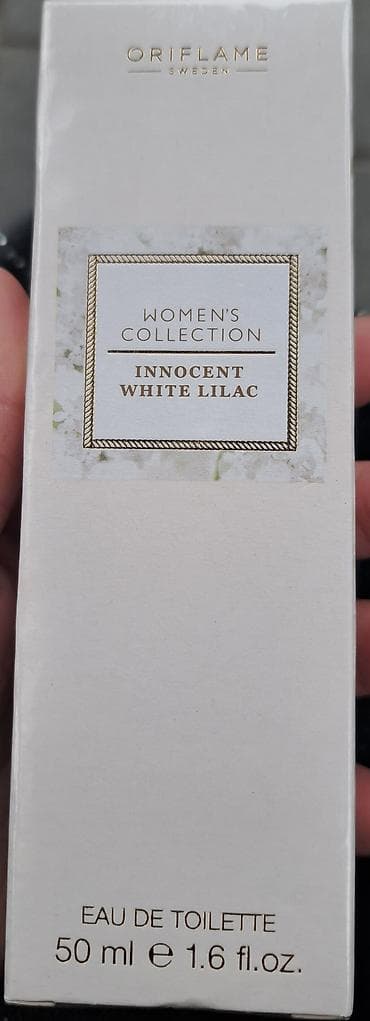 ORIFLAME
SWEDEN
WOMEN'S
COLLECTION
INNOCENT
WHITE LILAC
EAU DE TOILETTE
50 ml ℮ 1.6 fl.oz.